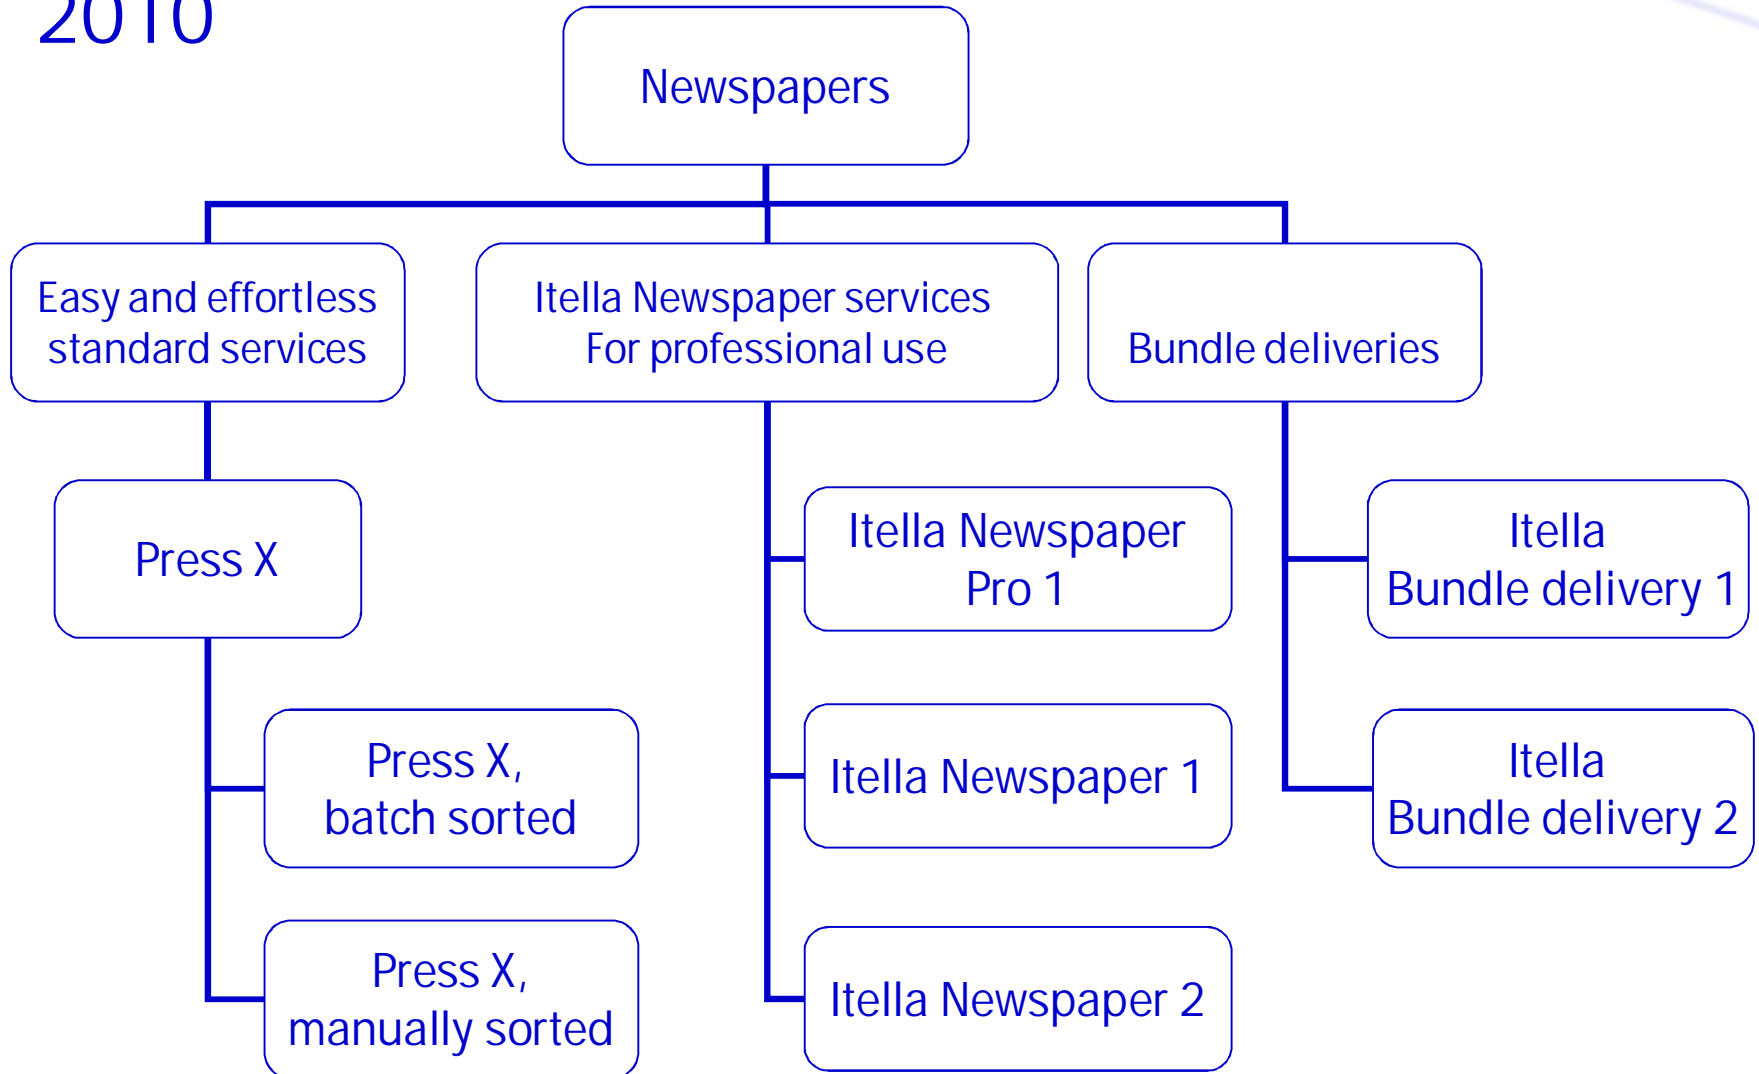 2010
Newspapers
Easy and effortless
standard services
Itella Newspaper services
For professional use
Bundle deliveries
Press X
Itella Newspaper
Pro 1
Itella
Bundle delivery 1
Press X,
batch sorted
Itella Newspaper 1
Itella
Bundle delivery 2
Press X,
manually sorted
Itella Newspaper 2